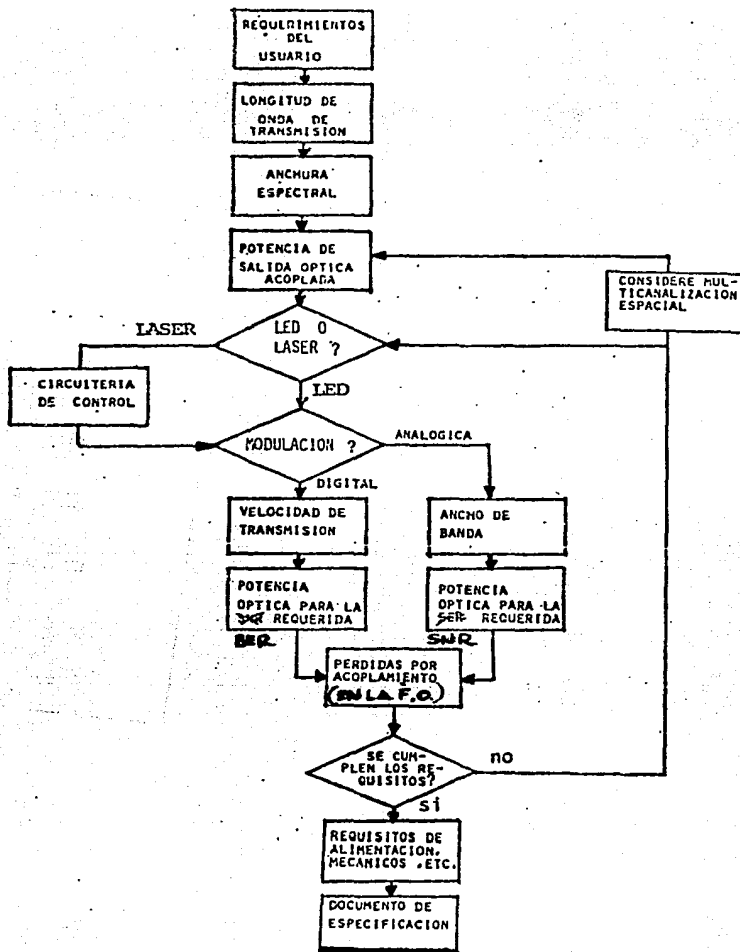 REQUERIMIENTOS
DEL
USUARIO
LONGITUD DE
ONDA DE
TRANSMISION
ANCHURA
ESPECTRAL
POTENCIA DE
SALIDA OPTICA
ACOPLADA
CONSIDERE MUL-
TICANALIZACION
ESPACIAL
LASER
LED O
LASER ?
CIRCUITERIA
DE CONTROL
LED
MODULACION ?
ANALOGICA
DIGITAL
VELOCIDAD DE
TRANSMISION
ANCHO DE
BANDA
POTENCIA
OPTICA PARA LA
REQUERIDA
BER
POTENCIA
OPTICA PARA LA
REQUERIDA
SNR
PERDIDAS POR
ACOPLAMIENTO
(EN LA F.O.)
SE CUM-
PLEN LOS RE-
QUISITOS?
no
si
REQUISITOS DE
ALIMENTACION,
MECANICOS .ETC.
DOCUMENTO DE
ESPECIFICACION